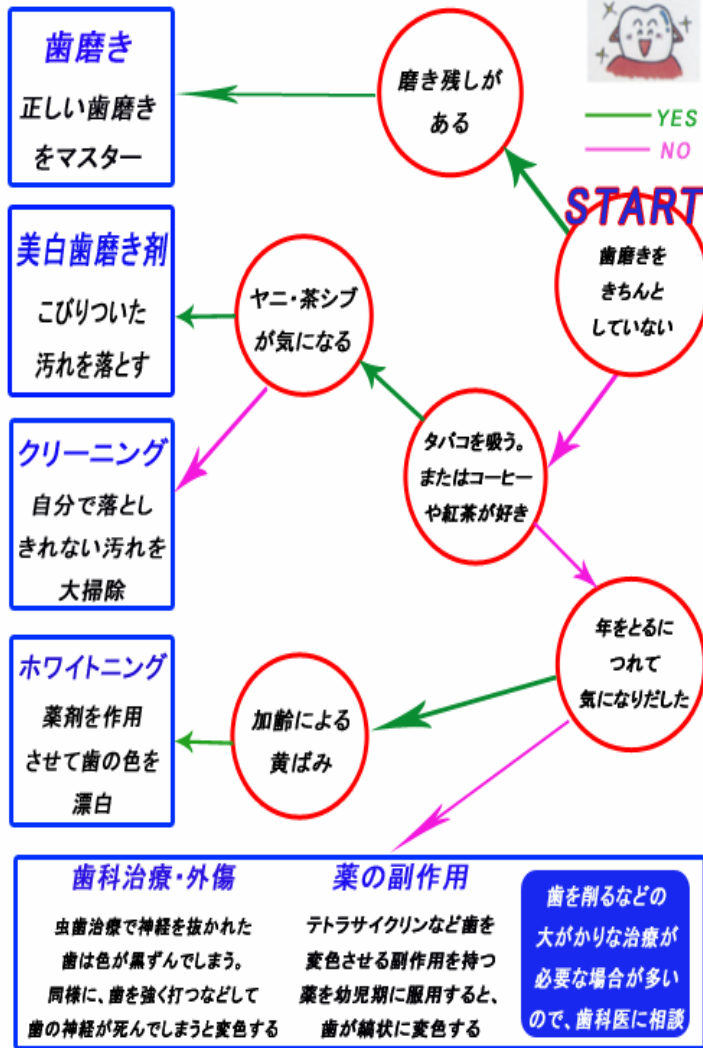 歯磨き
正しい歯磨き
をマスター
磨き残しが
ある
YES
NO
START
歯磨きを
きちんと
していない
美白歯磨き剤
こびりついた
汚れを落とす
ヤニ・茶シブ
が気になる
タバコを吸う。
またはコーヒー
や紅茶が好き
クリーニング
自分で落とし
きれない汚れを
大掃除
年をとるに
つれて
気になりだした
ホワイトニング
薬剤を作用
させて歯の色を
漂白
加齢による
黄ばみ
歯科治療・外傷
虫歯治療で神経を抜かれた
歯は色が黒ずんでしまう。
同様に、歯を強く打つなどして
歯の神経が死んでしまうと変色する
薬の副作用
テトラサイクリンなど歯を
変色させる副作用を持つ
薬を幼児期に服用すると、
歯が縞状に変色する
歯を削るなどの
大がかりな治療が
必要な場合が多い
ので、歯科医に相談